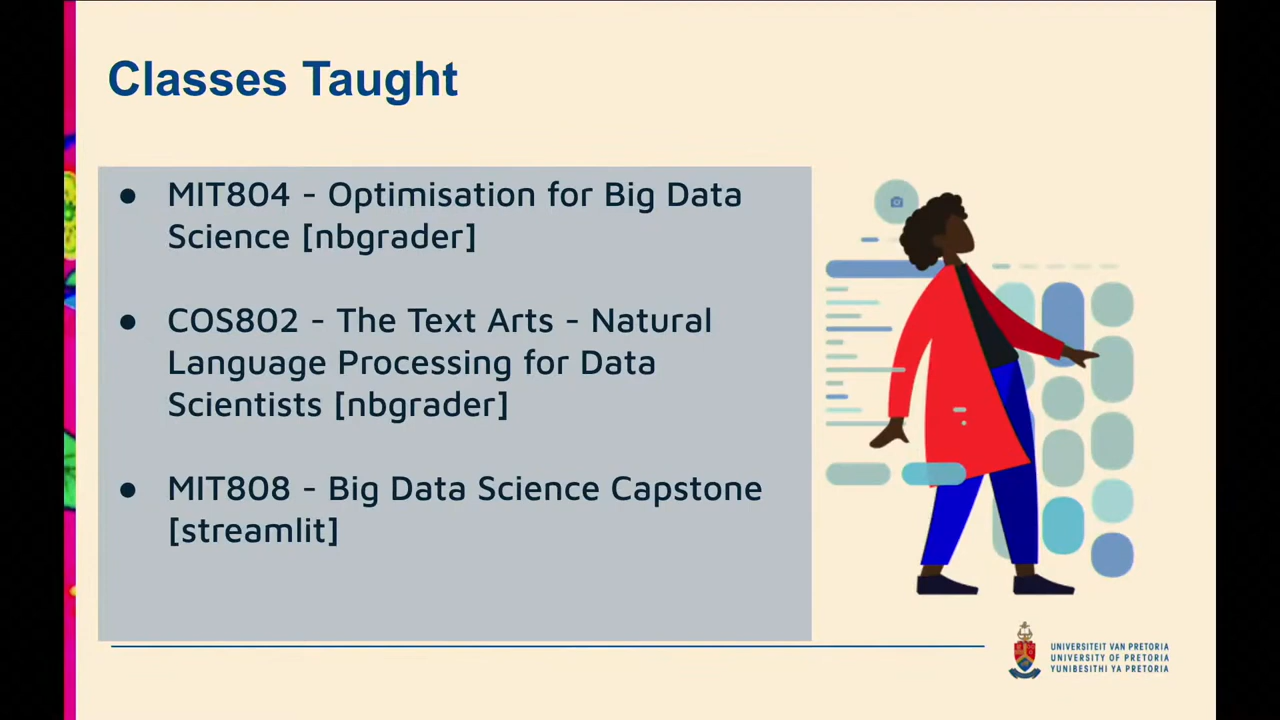 Classes Taught
● MIT804 - Optimisation for Big Data
Science [nbgrader]
● COS802 - The Text Arts - Natural
Language Processing for Data
Scientists [nbgrader]
● MIT808 - Big Data Science Capstone
[streamlit]
UNIVERSITEIT VAN PRETORIA
UNIVERSITY OF PRETORIA
YUNIBESITHI YA PRETORIA